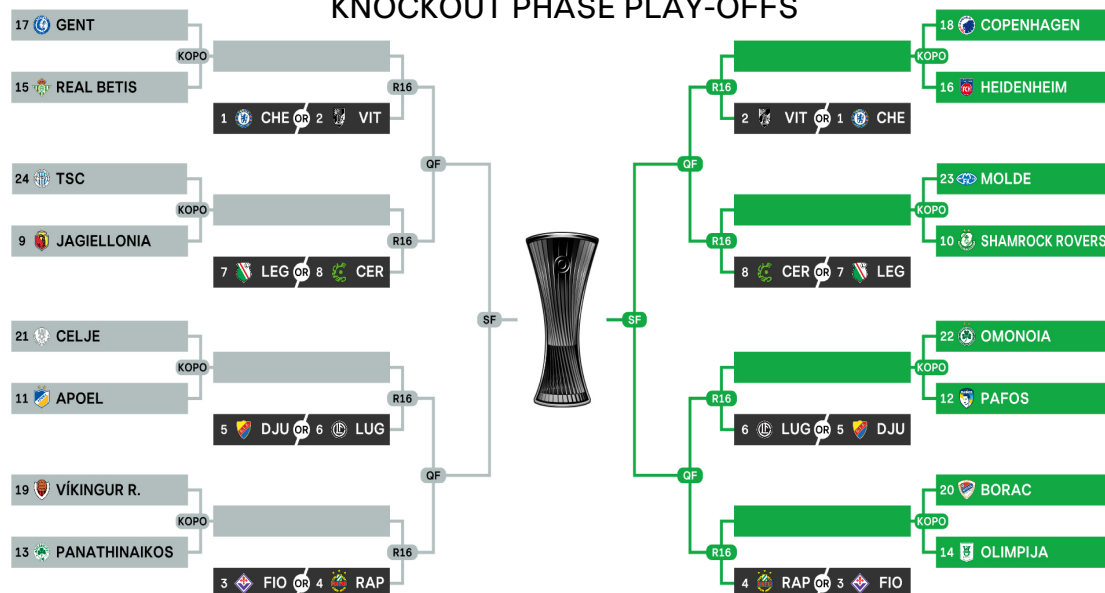 KNOCKOUT PHASE PLAY-OFFS
17 GENT
KOPO
15 REAL BETIS
R16
1 CHE OR 2 VIT
QF
24 TSC
KOPO
9 JAGIELLONIA
R16
7 LEG OR 8 CER
SF
21 CELJE
KOPO
11 APOEL
R16
5 DJU OR 6 LUG
QF
19 VÍKINGUR R.
KOPO
13 PANATHINAIKOS
R16
3 FIO OR 4 RAP
18 COPENHAGEN
KOPO
16 HEIDENHEIM
R16
2 VIT OR 1 CHE
QF
23 MOLDE
KOPO
10 SHAMROCK ROVERS
R16
8 CER OR 7 LEG
SF
22 OMONOIA
KOPO
12 PAFOS
R16
6 LUG OR 5 DJU
QF
20 BORAC
KOPO
14 OLIMPIJA
R16
4 RAP OR 3 FIO